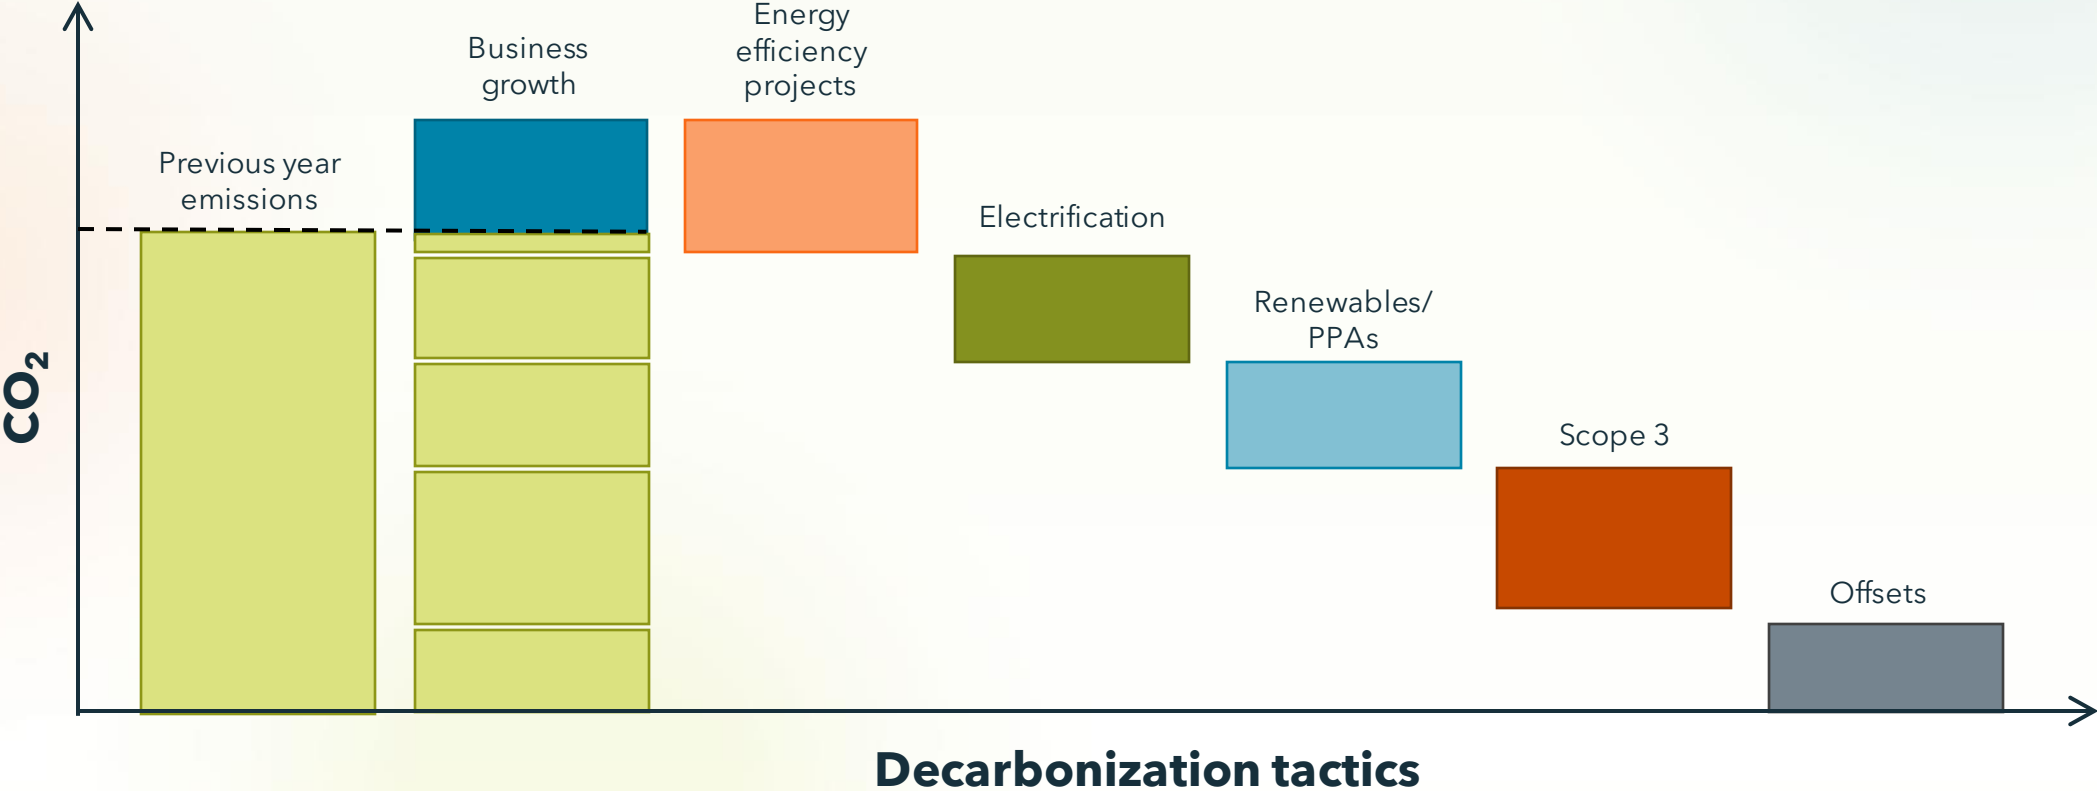 Energy
efficiency
projects
Business
growth
Previous year
emissions
Electrification
Renewables/
PPAs
Scope 3
Offsets
CO₂
Decarbonization tactics